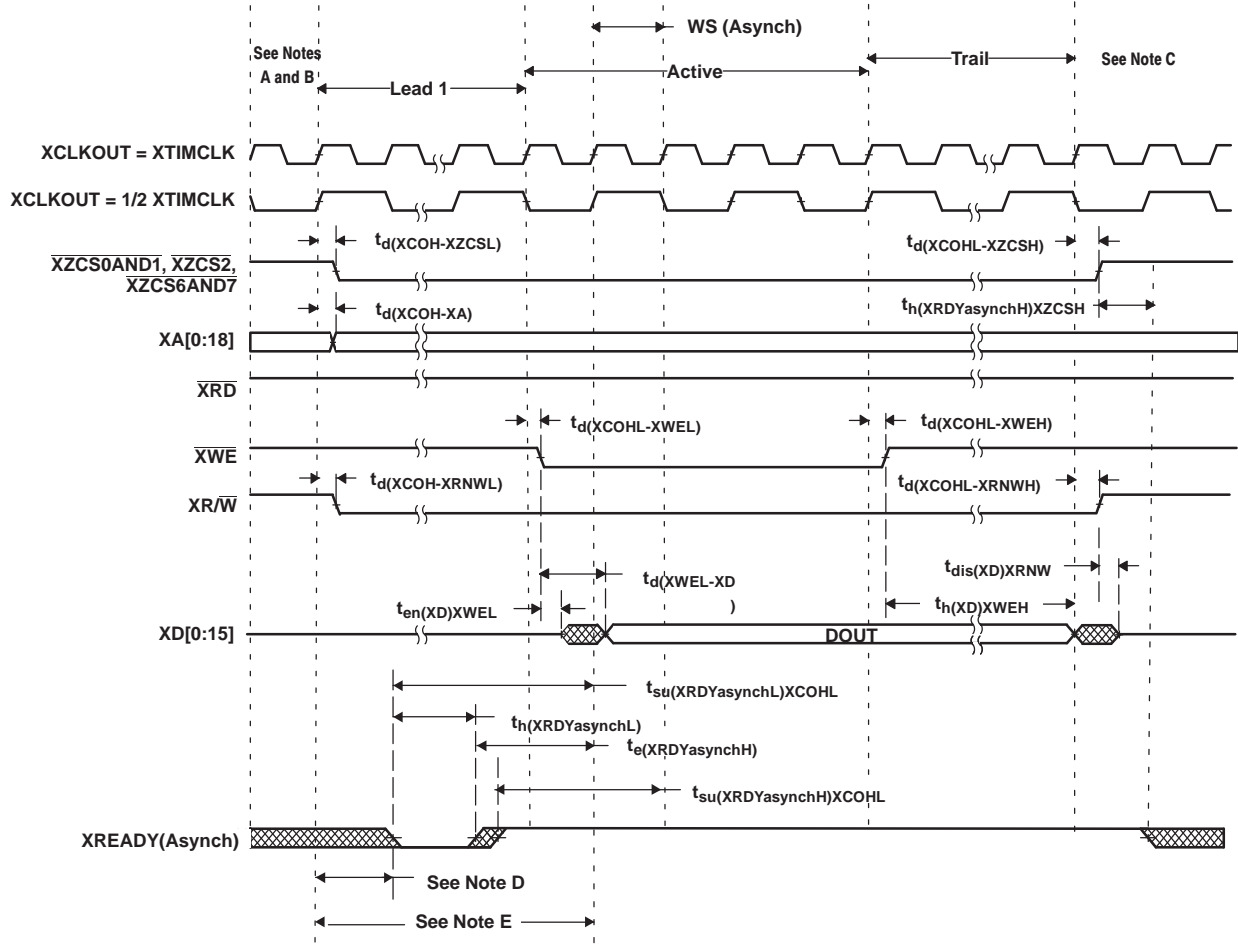 WS (Asynch)
See Notes
A and B
Lead 1
Active
Trail
See Note C
XCLKOUT = XTIMCLK
XCLKOUT = 1/2 XTIMCLK
td(XCOH-XZCSL)
td(XCOHL-XZCSH)
XZCS0AND1, XZCS2,
XZCS6AND7
td(XCOH-XA)
th(XRDYasynchH)XZCSH
XA[0:18]
XRD
td(XCOHL-XWEL)
td(XCOHL-XWEH)
XWE
td(XCOH-XRNWL)
td(XCOHL-XRNWH)
XR/W
td(XWEL-XD
)
tdis(XD)XRNW
ten(XD)XWEL
th(XD)XWEH
XD[0:15]
DOUT
tsu(XRDYasynchL)XCOHL
th(XRDYasynchL)
te(XRDYasynchH)
tsu(XRDYasynchH)XCOHL
XREADY(Asynch)
See Note D
See Note E